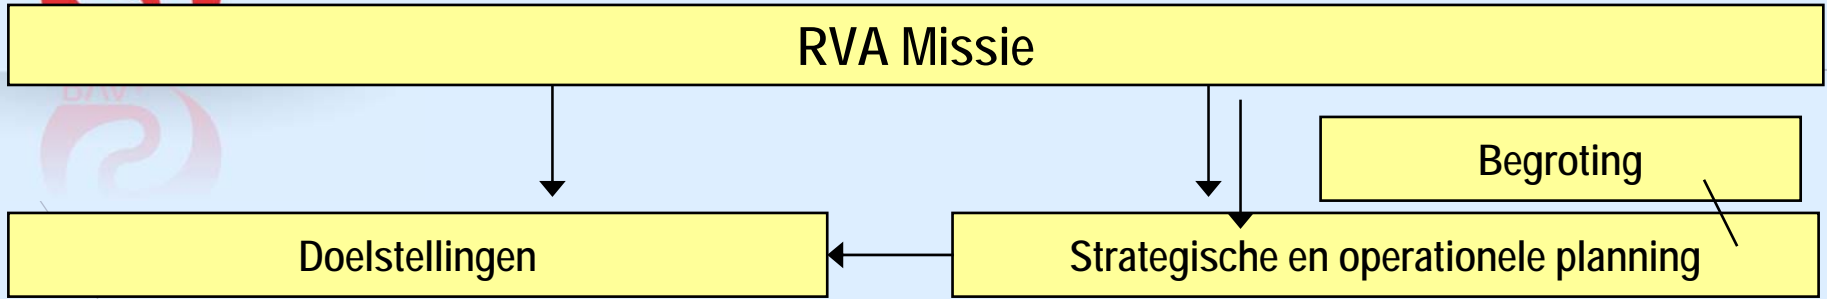 RVA Missie
Begroting
Doelstellingen
Strategische en operationele planning